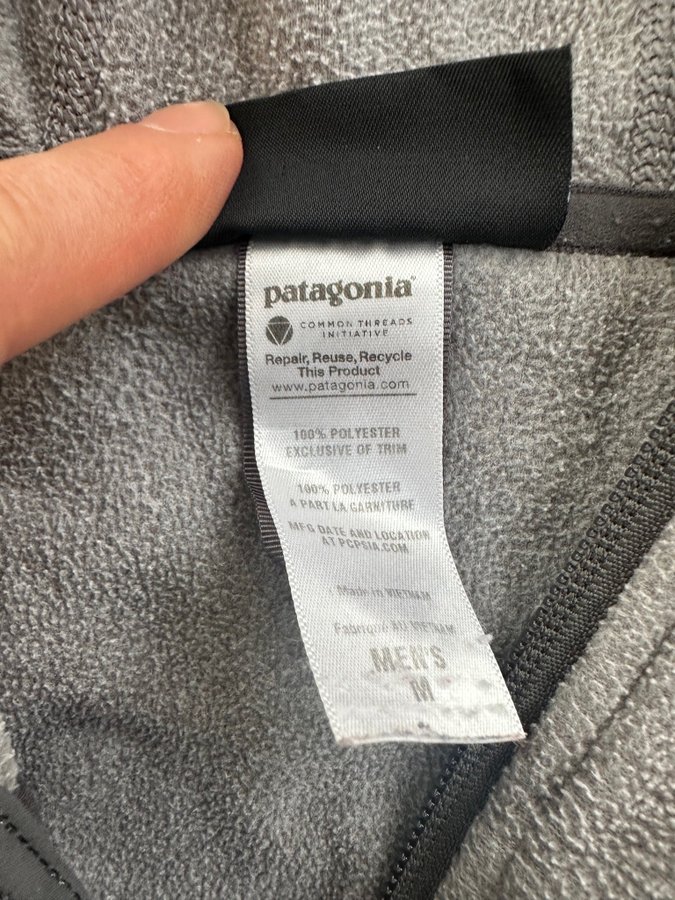 patagonia®
COMMON THREADS
INITIATIVE
Repair, Reuse, Recycle
This Product
www.patagonia.com
100% POLYESTER
EXCLUSIVE OF TRIM
100% POLYESTER
A PART LA GARNITURE
MFG DATE AND LOCATION
AT PCPSIA.COM
Made in VIETNAM
Fabriqué AU VIETNAM
MEN'S
M